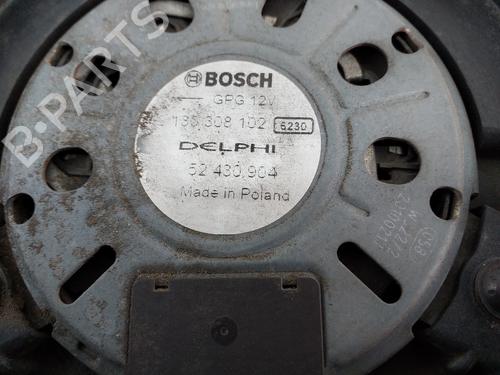 B-PARTS
BOSCH
GPG 12V
130 308 102 6230
DELPHI
52 430 904
Made in Poland